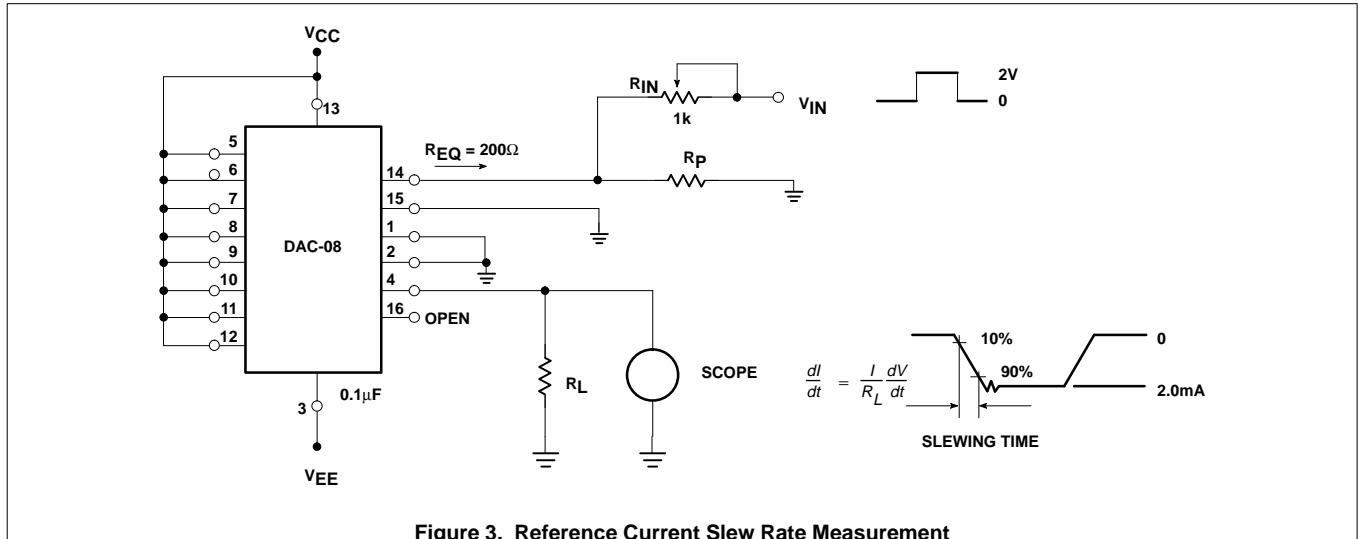 VCC
13
5
6
7
8
9
10
11
12
DAC-08
14
15
1
2
4
16
OPEN
3
0.1µF
VEE
REQ = 200Ω
RIN
1k
VIN
RP
2V
0
RL
SCOPE
dI/dt = I/RL dV/dt
10%
90%
0
2.0mA
SLEWING TIME
Figure 3. Reference Current Slew Rate Measurement